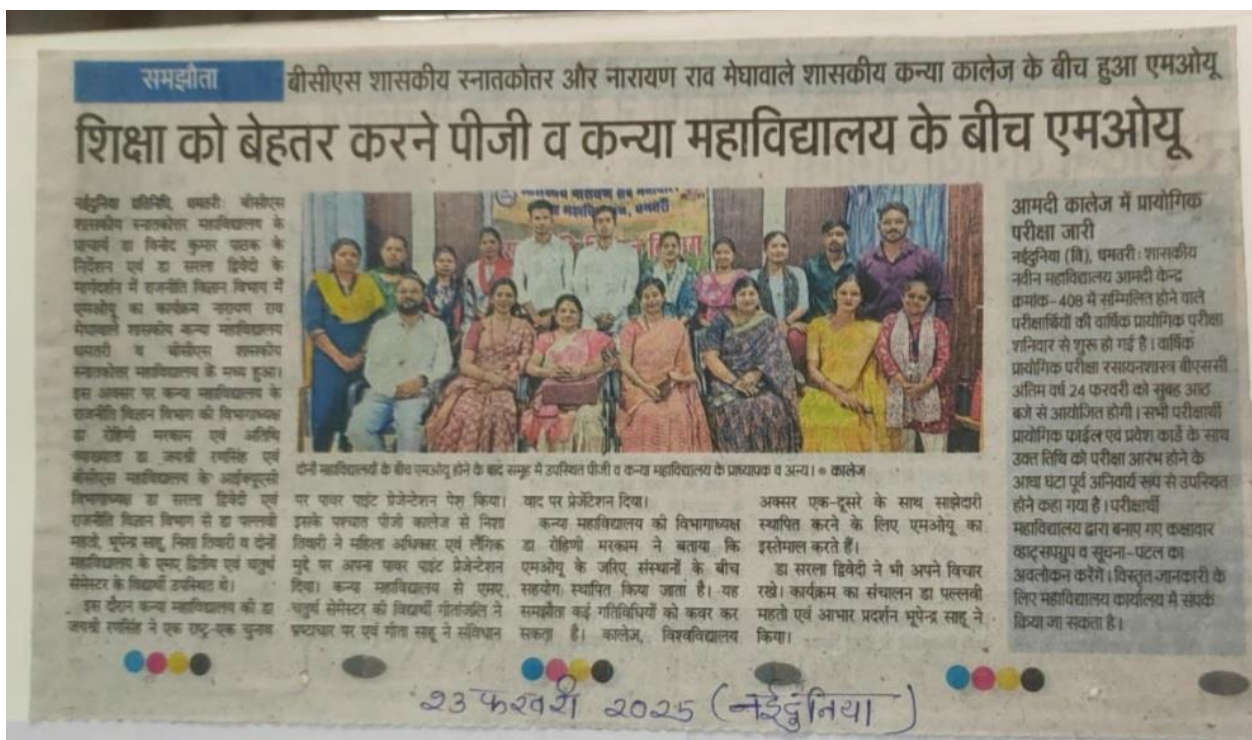 समझौता
बीसीएस शासकीय स्नातकोतर और नारायण राव मेघावाले शासकीय कन्या कालेज के बीच हुआ एमओयू
शिक्षा को बेहतर करने पीजी व कन्या महाविद्यालय के बीच एमओयू
नईदुनिया प्रतिनिधि, धमतरी: बीसीएस
शासकीय स्नातकोत्तर महाविद्यालय के
प्राचार्य डा विनोद कुमार पाठक के
निर्देशन एवं डा सरला द्विवेदी के
मार्गदर्शन में राजनीति विज्ञान विभाग में
एमओयू का कार्यक्रम नारायण राव
मेघावाले शासकीय कन्या महाविद्यालय
धमतरी व बीसीएस शासकीय
स्नातकोत्तर महाविद्यालय के मध्य हुआ।
इस अवसर पर कन्या महाविद्यालय के
राजनीति विज्ञान विभाग की विभागाध्यक्ष
डा रोहिणी मरकाम एवं अतिथि
व्याख्याता डा जयश्री रणसिंह एवं
बीसीएस महाविद्यालय के आईक्यूएसी
विभागाध्यक्ष डा सरला द्विवेदी एवं
राजनीति विज्ञान विभाग से डा पल्लवी
महतो, भूपेन्द्र साहू, निशा तिवारी व दोनों
महाविद्यालय के एमए द्वितीय एवं चतुर्थ
सेमेस्टर के विद्यार्थी उपस्थित थे।
इस दौरान कन्या महाविद्यालय की डा
जयश्री रणसिंह ने एक राष्ट्र-एक चुनाव
महाविद्यालय, धमतरी
दोनों महाविद्यालयों के बीच एमओयू होने के बाद समूह में उपस्थित पीजी व कन्या महाविद्यालय के प्राध्यापक व अन्य। ● कालेज
पर पावर पाइंट प्रेजेन्टेशन पेश किया।
इसके पश्चात पीजी कालेज से निशा
तिवारी ने महिला अधिकार एवं लैंगिक
मुद्दे पर अपना पावर पाइंट प्रेजेन्टेशन
दिया। कन्या महाविद्यालय से एमए
चतुर्थ सेमेस्टर की विद्यार्थी गीतांजलि ने
भ्रष्टाचार पर एवं गीता साहू ने संविधान
वाद पर प्रेजेंटेशन दिया।
कन्या महाविद्यालय की विभागाध्यक्ष
डा रोहिणी मरकाम ने बताया कि
एमओयू के जरिए संस्थानों के बीच
सहयोग स्थापित किया जाता है। यह
समझौता कई गतिविधियों को कवर कर
सकता है। कालेज, विश्वविद्यालय
अक्सर एक-दूसरे के साथ साझेदारी
स्थापित करने के लिए एमओयू का
इस्तेमाल करते हैं।
डा सरला द्विवेदी ने भी अपने विचार
रखे। कार्यक्रम का संचालन डा पल्लवी
महतो एवं आभार प्रदर्शन भूपेन्द्र साहू ने
किया।
आमदी कालेज में प्रायोगिक
परीक्षा जारी
नईदुनिया (वि), धमतरी: शासकीय
नवीन महाविद्यालय आमदी केन्द्र
क्रमांक-408 में सम्मिलित होने वाले
परीक्षार्थियों की वार्षिक प्रायोगिक परीक्षा
शनिवार से शुरू हो गई है। वार्षिक
प्रायोगिक परीक्षा रसायनशास्त्र बीएससी
अंतिम वर्ष 24 फरवरी को सुबह आठ
बजे से आयोजित होगी। सभी परीक्षार्थी
प्रायोगिक फाईल एवं प्रवेश कार्ड के साथ
उक्त तिथि को परीक्षा आरंभ होने के
आधा घंटा पूर्व अनिवार्य रूप से उपस्थित
होने कहा गया है। परीक्षार्थी
महाविद्यालय द्वारा बनाए गए कक्षावार
व्हाट्सपग्रुप व सूचना-पटल का
अवलोकन करेंगे। विस्तृत जानकारी के
लिए महाविद्यालय कार्यालय में संपर्क
किया जा सकता है।
23 फरवरी 2025 (नईदुनिया)